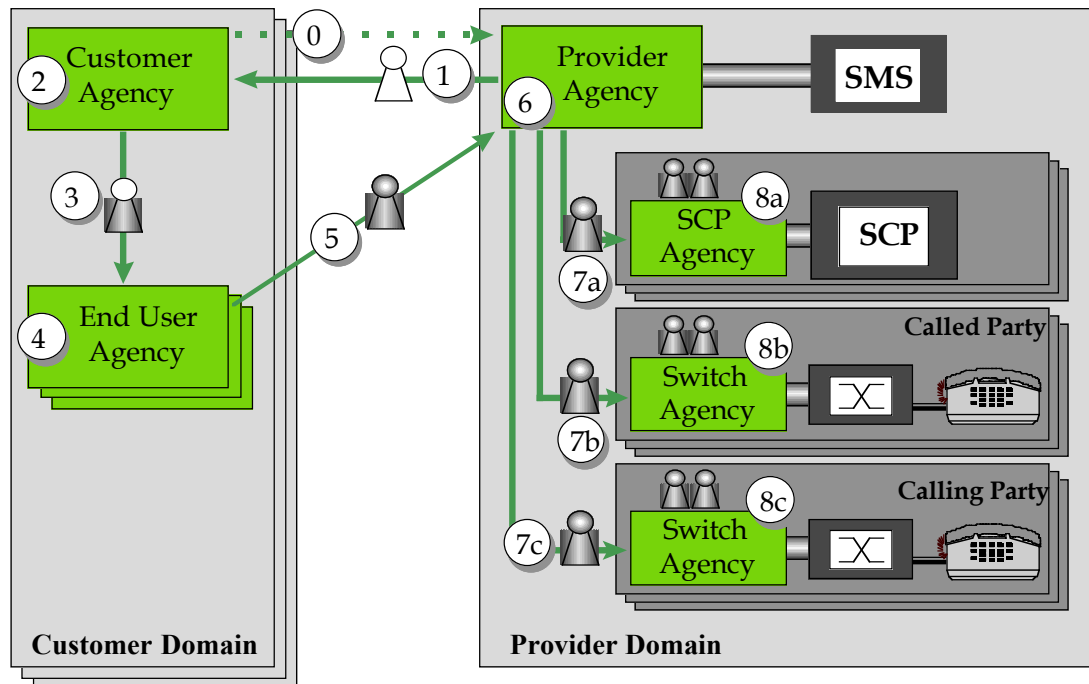 0
2
Customer
Agency
1
Provider
Agency
6
SMS
3
5
8a
SCP
Agency
SCP
7a
4
End User
Agency
Called Party
8b
Switch
Agency
7b
Calling Party
8c
Switch
Agency
7c
Customer Domain
Provider Domain